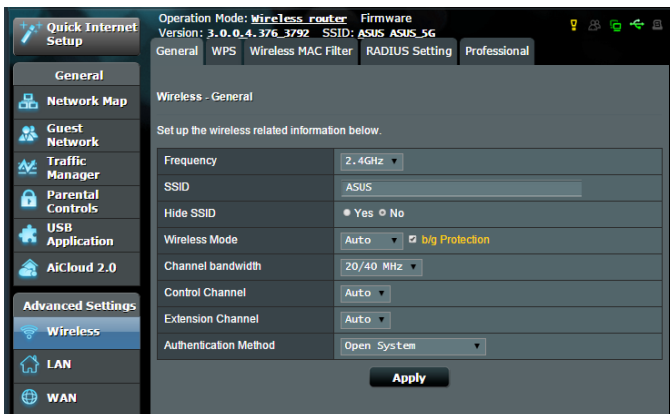 Quick Internet
Setup
Operation Mode: Wireless router Firmware
Version: 3.0.0.4.376_3792 SSID: ASUS ASUS_5G
General WPS Wireless MAC Filter RADIUS Setting Professional
General
Network Map
Guest
Network
Traffic
Manager
Parental
Controls
USB
Application
AiCloud 2.0
Advanced Settings
Wireless
LAN
WAN
Wireless - General
Set up the wireless related information below.
Frequency 2.4GHz
SSID ASUS
Hide SSID Yes No
Wireless Mode Auto b/g Protection
Channel bandwidth 20/40 MHz
Control Channel Auto
Extension Channel Auto
Authentication Method Open System
Apply